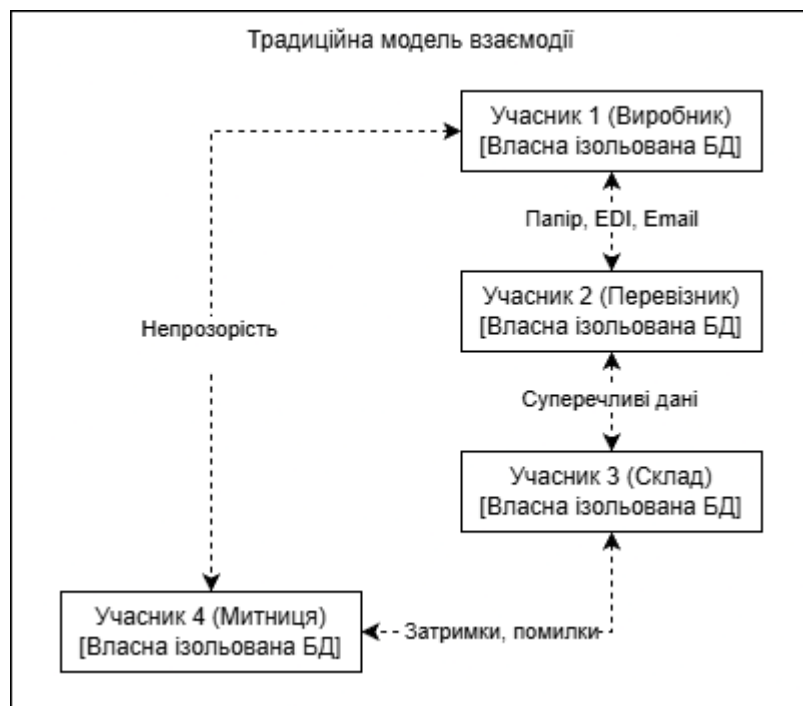 Традиційна модель взаємодії
Учасник 1 (Виробник)
[Власна ізольована БД]
Папір, EDI, Email
Учасник 2 (Перевізник)
[Власна ізольована БД]
Непрозорість
Суперечливі дані
Учасник 3 (Склад)
[Власна ізольована БД]
Учасник 4 (Митниця)
[Власна ізольована БД]
Затримки, помилки